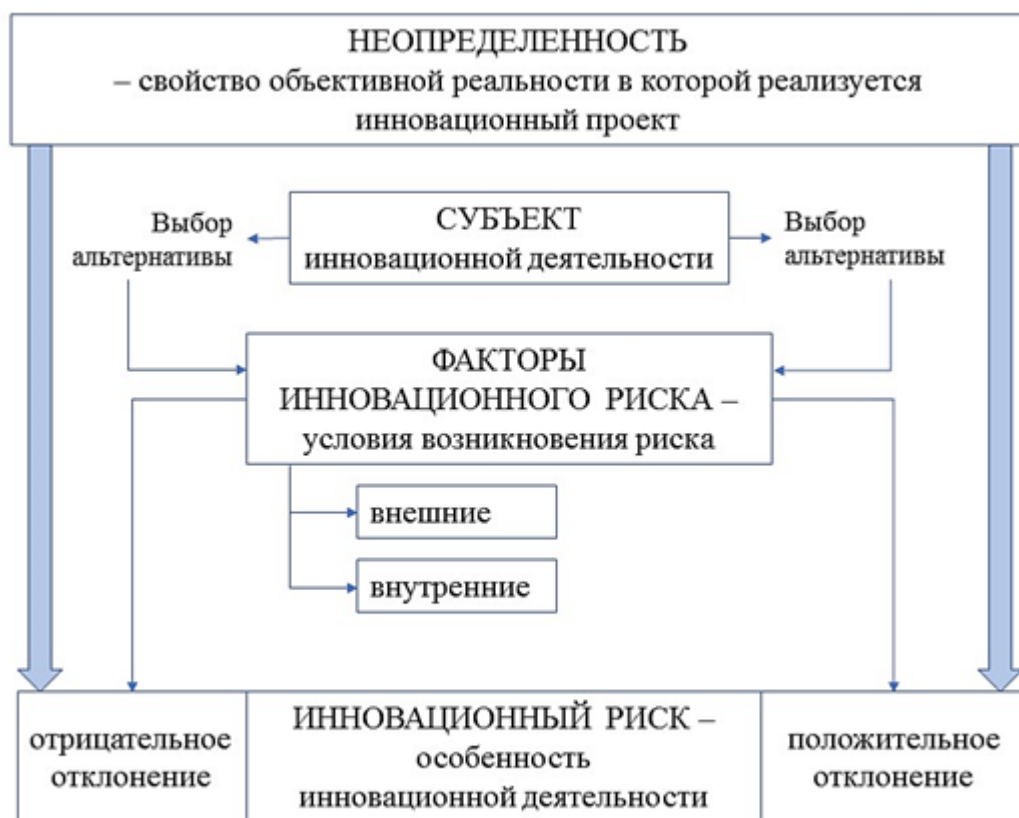 НЕОПРЕДЕЛЕННОСТЬ
– свойство объективной реальности в которой реализуется
инновационный проект
Выбор
альтернативы
СУБЪЕКТ
инновационной деятельности
Выбор
альтернативы
ФАКТОРЫ
ИННОВАЦИОННОГО РИСКА –
условия возникновения риска
внешние
внутренние
отрицательное
отклонение
ИННОВАЦИОННЫЙ РИСК –
особенность
инновационной деятельности
положительное
отклонение